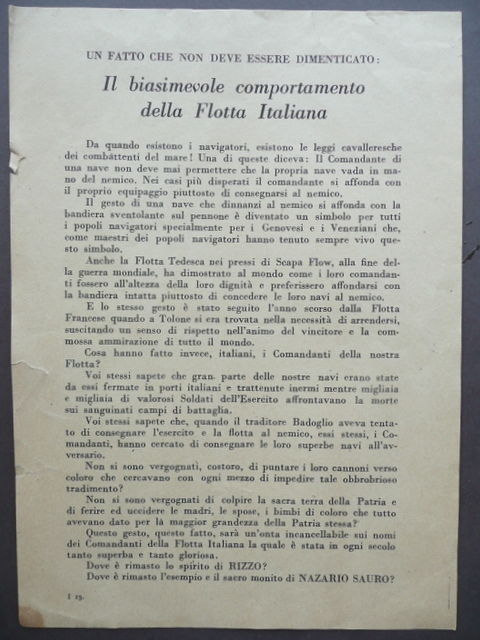 UN FATTO CHE NON DEVE ESSERE DIMENTICATO:
Il biasimevole comportamento
della Flotta Italiana
Da quando esistono i navigatori, esistono le leggi cavalleresche
dei combattenti del mare! Una di queste diceva: Il Comandante di
una nave non deve mai permettere che la propria nave vada in ma-
no del nemico. Nei casi più disperati il comandante si affonda con
il proprio equipaggio piuttosto di consegnarsi al nemico.
Il gesto di una nave che dinnanzi al nemico si affonda con la
bandiera sventolante sul pennone è diventato un simbolo per tutti
i popoli navigatori specialmente per i Genovesi e i Veneziani che,
come maestri dei popoli navigatori hanno tenuto sempre vivo que-
sto simbolo.
Anche la Flotta Tedesca nei pressi di Scapa Flow, alla fine del-
la guerra mondiale, ha dimostrato al mondo come i loro comandan-
ti fossero all'altezza della loro dignità e preferissero affondarsi con
la bandiera intatta piuttosto di concedere le loro navi al nemico.
E lo stesso gesto è stato seguito l'anno scorso dalla Flotta
Francese quando a Tolone si era trovata nella necessità di arrendersi,
suscitando un senso di rispetto nell'animo del vincitore e la com-
mossa ammirazione di tutto il mondo.
Cosa hanno fatto invece, italiani, i Comandanti della nostra
Flotta?
Voi stessi sapete che gran parte delle nostre navi erano state
da essi fermate in porti italiani e trattenute inermi mentre migliaia
e migliaia di valorosi Soldati dell'Esercito affrontavano la morte
sui sanguinati campi di battaglia.
Voi stessi sapete che, quando il traditore Badoglio aveva tenta-
to di consegnare l'esercito e la flotta al nemico, essi stessi, i Co-
mandanti, hanno cercato di consegnare le loro superbe navi all'av-
versario.
Non si sono vergognati, costoro, di puntare i loro cannoni verso
coloro che cercavano con ogni mezzo di impedire tale obbrobrioso
tradimento?
Non si sono vergognati di colpire la sacra terra della Patria e
di ferire ed uccidere le madri, le spose, i bimbi di coloro che tutto
avevano dato per là maggior grandezza della Patria stessa?
Questo gesto, questo fatto, sarà un'onta incancellabile sui nomi
dei Comandanti della Flotta Italiana la quale è stata in ogni secolo
tanto superba e tanto gloriosa.
Dove è rimasto lo spirito di RIZZO?
Dove è rimasto l'esempio e il sacro monito di NAZARIO SAURO?
I 23.